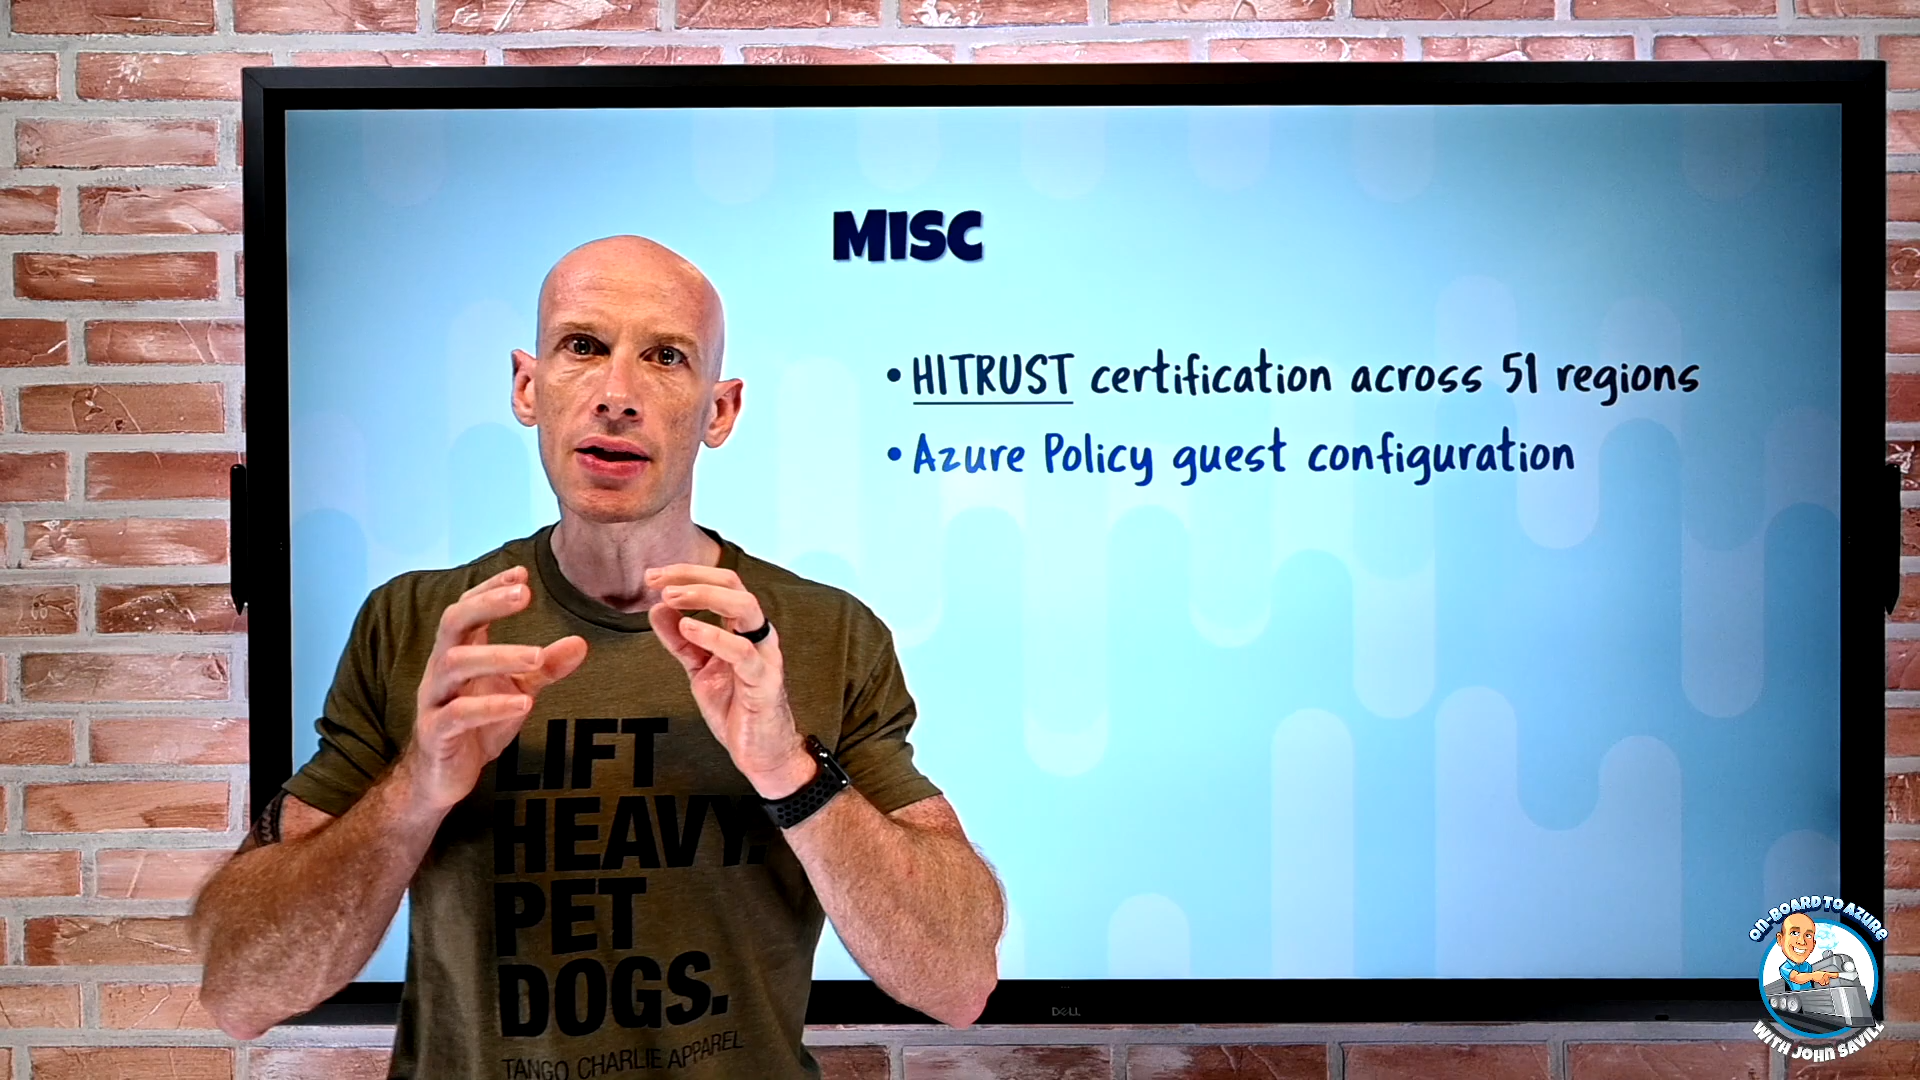 MISC
• HITRUST certification across 51 regions
• Azure Policy guest configuration
LIFT
HEAVY.
PET
DOGS.
TANGO CHARLIE APPAREL
DELL
ON-BOARD TO AZURE
WITH JOHN SAVILL